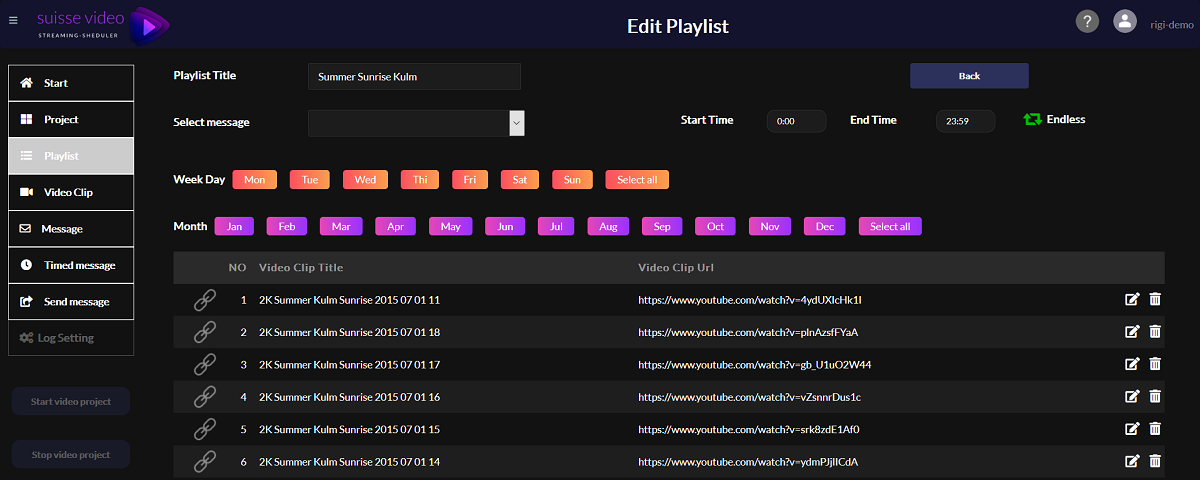 suisse video
STREAMING-SHEDULER
Edit Playlist
?
rigi-demo
Start
Project
Playlist
Video Clip
Message
Timed message
Send message
Log Setting
Start video project
Stop video project
Playlist Title Summer Sunrise Kulm Back
Select message Start Time 0:00 End Time 23:59 Endless
Week Day Mon Tue Wed Thi Fri Sat Sun Select all
Month Jan Feb Mar Apr May Jun Jul Aug Sep Oct Nov Dec Select all
NO Video Clip Title Video Clip Url
1 2K Summer Kulm Sunrise 2015 07 01 11 https://www.youtube.com/watch?v=4ydUXIcHk1I
2 2K Summer Kulm Sunrise 2015 07 01 18 https://www.youtube.com/watch?v=pInAzsfFYaA
3 2K Summer Kulm Sunrise 2015 07 01 17 https://www.youtube.com/watch?v=gb_U1uO2W44
4 2K Summer Kulm Sunrise 2015 07 01 16 https://www.youtube.com/watch?v=vZsnnrDus1c
5 2K Summer Kulm Sunrise 2015 07 01 15 https://www.youtube.com/watch?v=srk8zdE1Af0
6 2K Summer Kulm Sunrise 2015 07 01 14 https://www.youtube.com/watch?v=ydmPJjIICdA